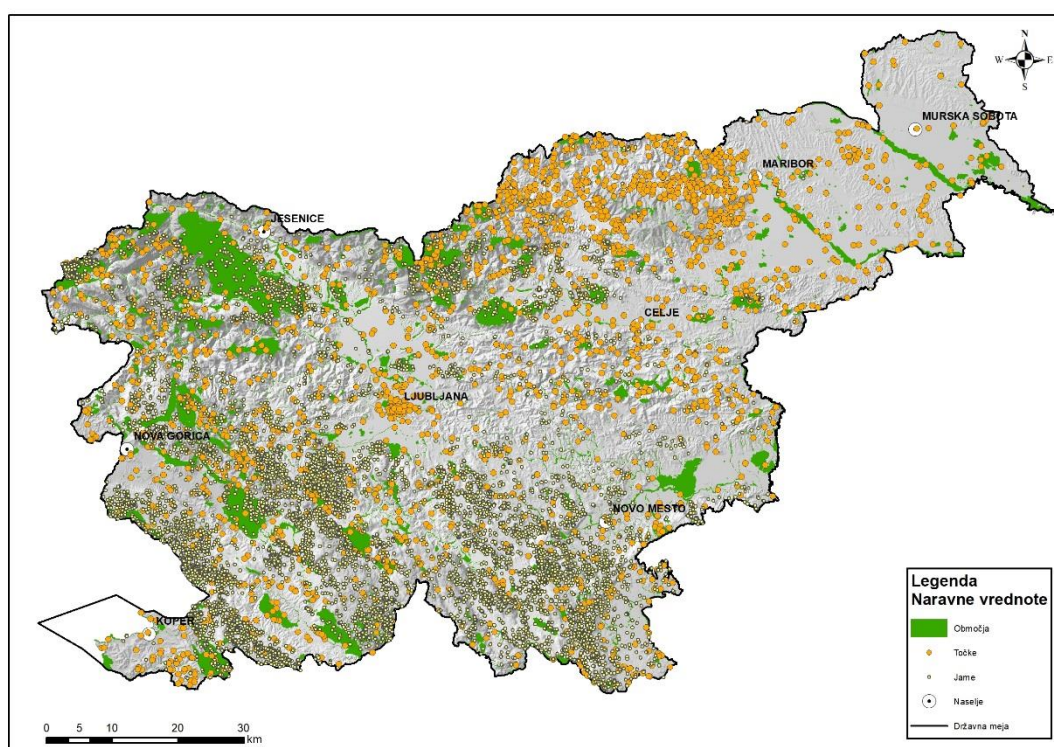 N
W E
S
MURSKA SOBOTA
MARIBOR
JESENICE
CELJE
LJUBLJANA
NOVA GORICA
NOVO MESTO
KOPER
Legenda
Naravne vrednote
Območja
Točke
Jame
Naselje
Državna meja
0 5 10 20 30
km